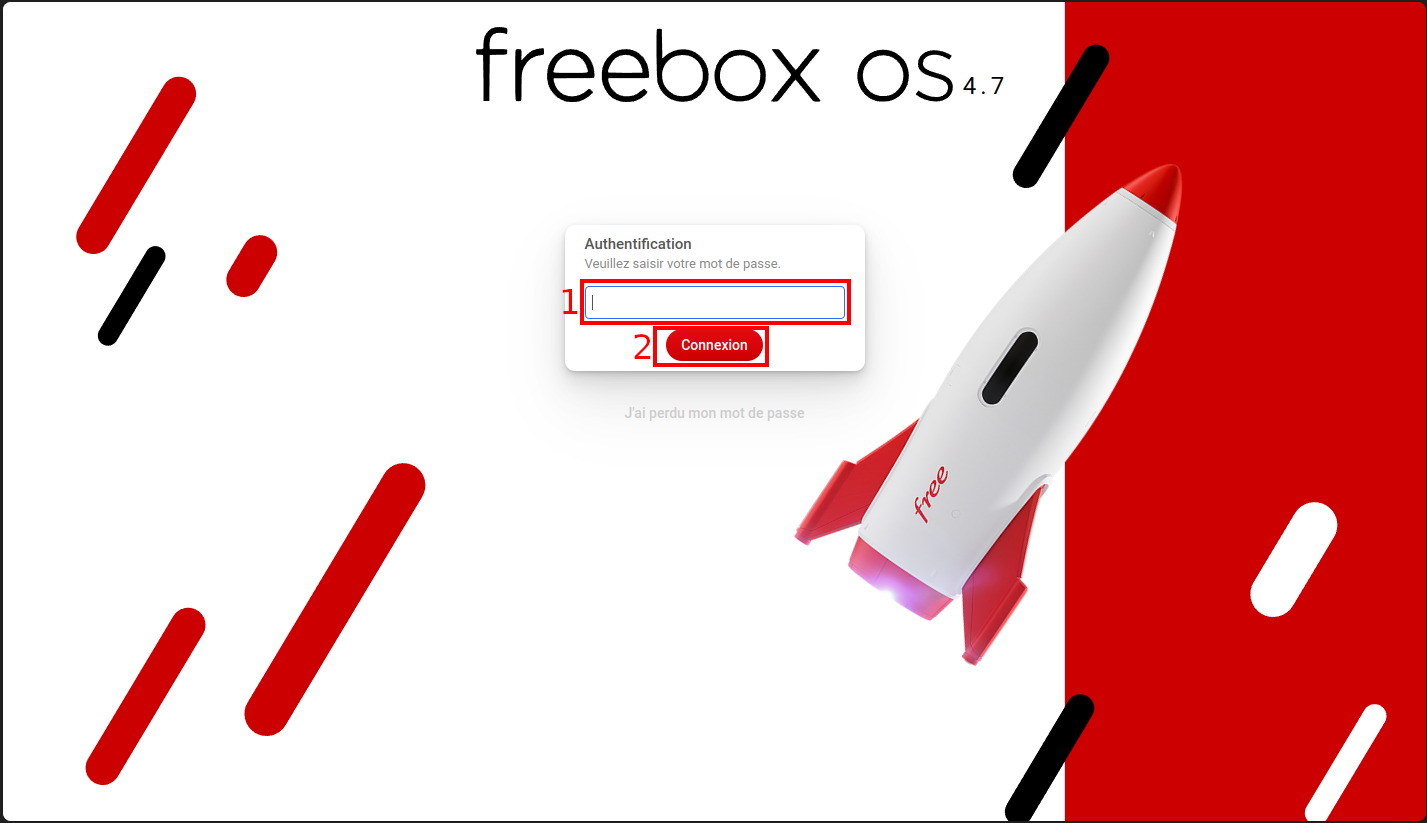 freebox os 4.7
Authentification
Veuillez saisir votre mot de passe.
1
2 Connexion
J'ai perdu mon mot de passe
free